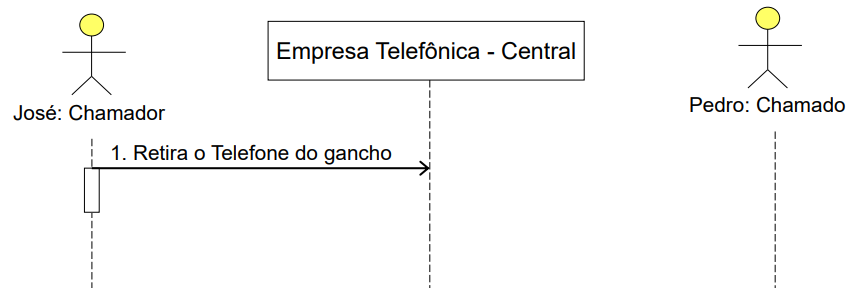 Empresa Telefônica - Central
José: Chamador
Pedro: Chamado
1. Retira o Telefone do gancho